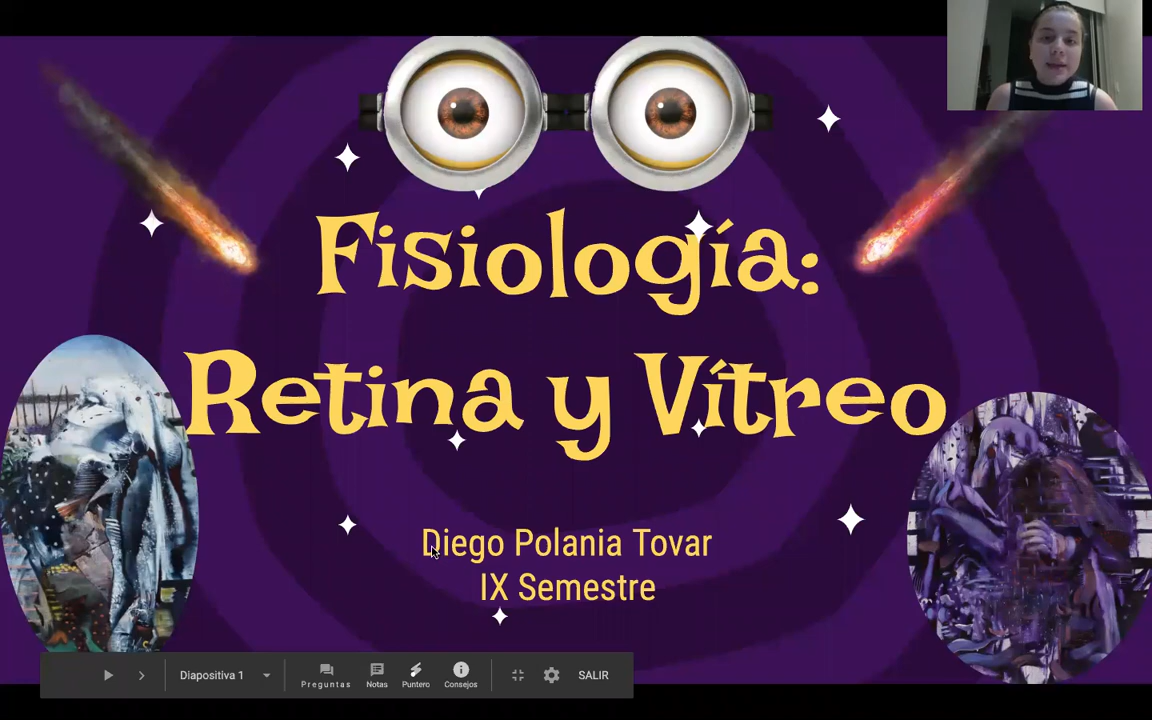 Fisiología:
Retina y Vítreo
Diego Polania Tovar
IX Semestre
Diapositiva 1
Preguntas
Notas
Puntero
Consejos
SALIR